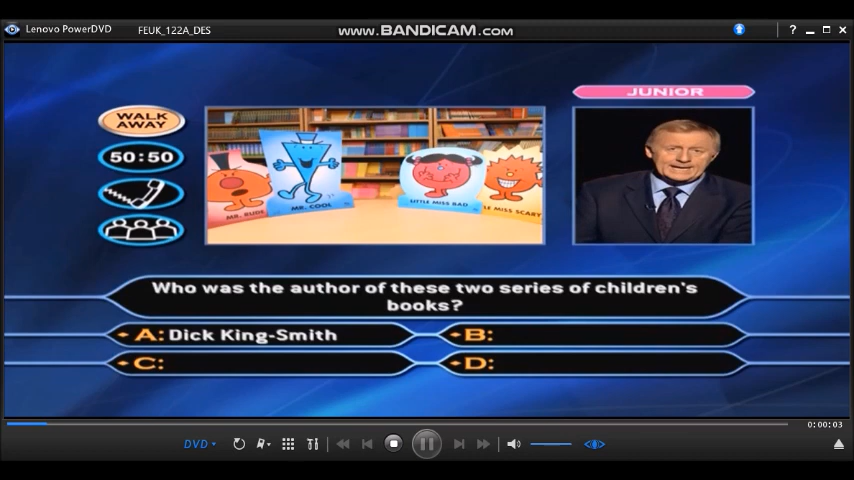 Lenovo PowerDVD
FEUK_122A_DES
www.BANDICAM.com
?
WALK
AWAY
JUNIOR
50:50
MR. RUDE
MR. COOL
LITTLE MISS BAD
LE MISS SCARY
Who was the author of these two series of children's
books?
A: Dick King-Smith
B:
C:
D:
0:00:03
DVD